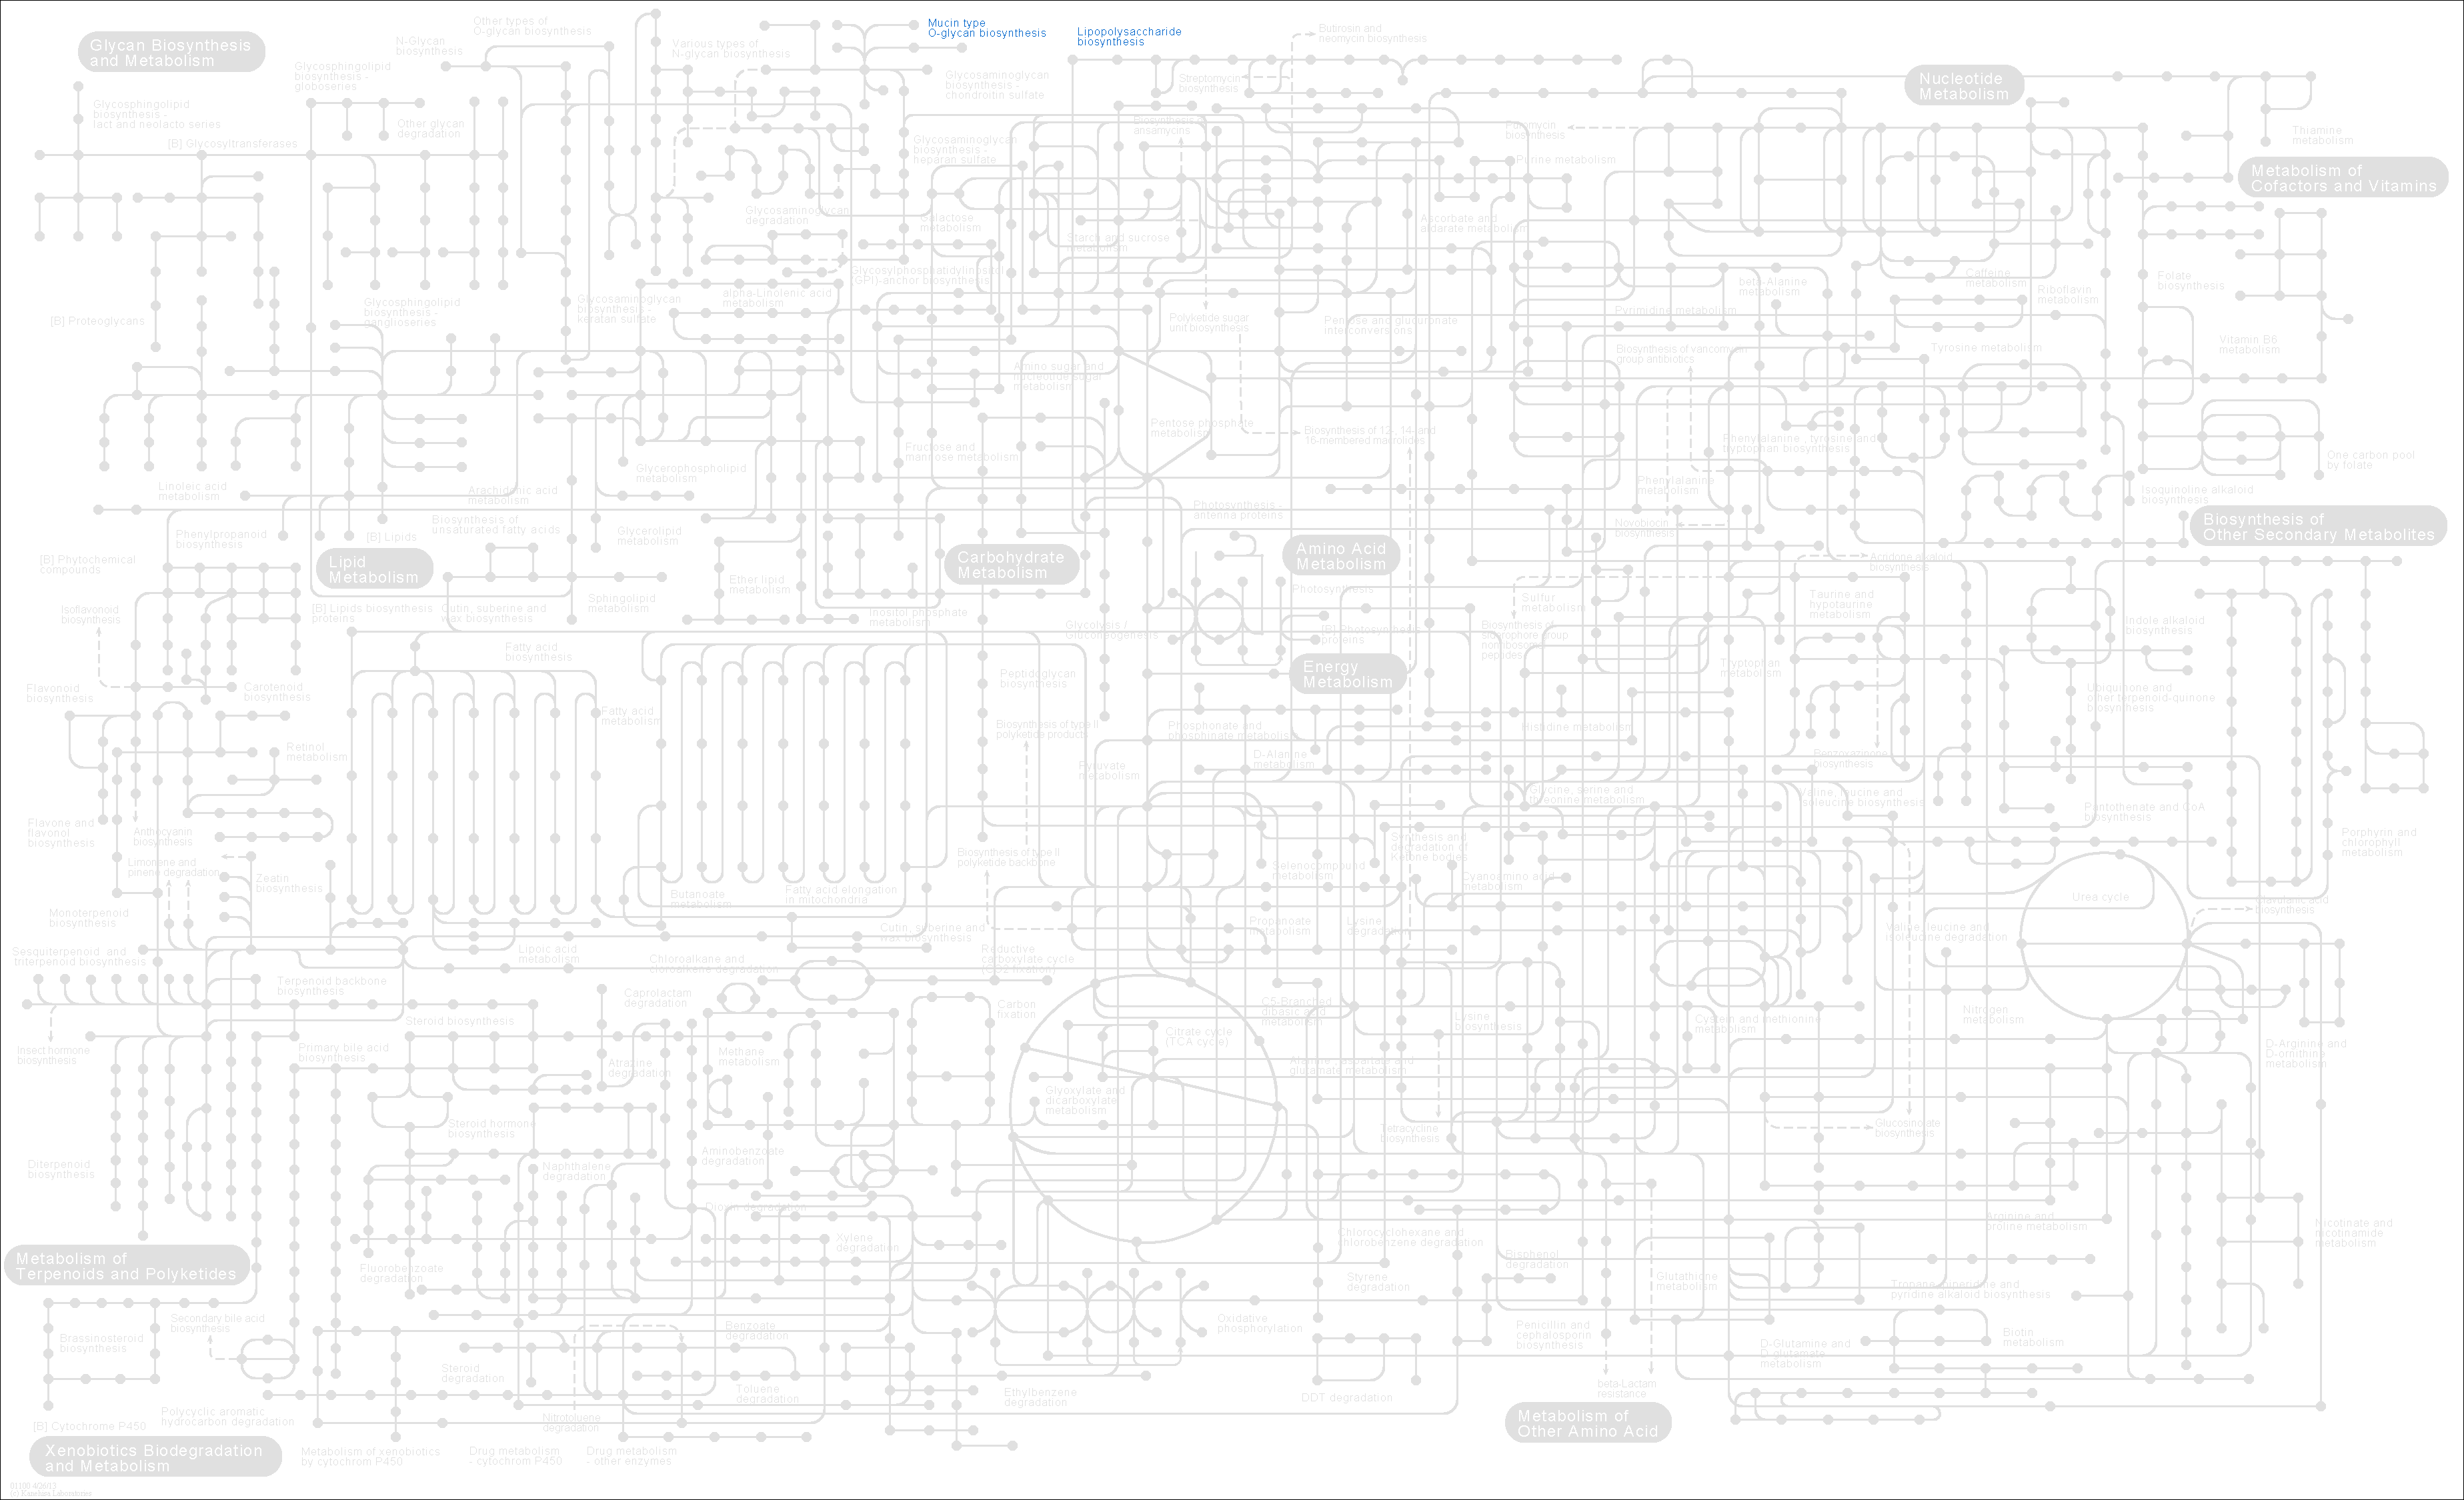 Glycan Biosynthesis
and Metabolism
Other types of
O-glycan biosynthesis
N-Glycan
biosynthesis
Various types of
N-glycan biosynthesis
Mucin type
O-glycan biosynthesis
Lipopolysaccharide
biosynthesis
Butirosin and
neomycin biosynthesis
Glycosphingolipid
biosynthesis -
globoseries
Glycosaminoglycan
biosynthesis -
chondroitin sulfate
Streptomycin
biosynthesis
Nucleotide
Metabolism
Glycosphingolipid
biosynthesis -
lact and neolacto series
Other glycan
degradation
[B] Glycosyltransferases
Glycosaminoglycan
biosynthesis -
heparan sulfate
Biosynthesis of
ansamycins
Puromycin
biosynthesis
Purine metabolism
Thiamine
metabolism
Metabolism of
Cofactors and Vitamins
Glycosaminoglycan
degradation
Galactose
metabolism
Starch and sucrose
metabolism
Ascorbate and
aldarate metabolism
Glycosylphosphatidylinositol
(GPI)-anchor biosynthesis
Caffeine
metabolism
beta-Alanine
metabolism
Riboflavin
metabolism
Folate
biosynthesis
[B] Proteoglycans
Glycosphingolipid
biosynthesis -
ganglioseries
Glycosaminoglycan
biosynthesis -
keratan sulfate
alpha-Linolenic acid
metabolism
Polyketide sugar
unit biosynthesis
Pentose and glucuronate
interconversions
Pyrimidine metabolism
Biosynthesis of vancomycin
group antibiotics
Tyrosine metabolism
Vitamin B6
metabolism
Amino sugar and
nucleotide sugar
metabolism
Pentose phosphate
metabolism
Biosynthesis of 12-, 14- and
16-membered macrolides
Phenylalanine, tyrosine and
tryptophan biosynthesis
One carbon pool
by folate
Fructose and
mannose metabolism
Linoleic acid
metabolism
Arachidonic acid
metabolism
Glycerophospholipid
metabolism
Phenylalanine
metabolism
Isoquinoline alkaloid
biosynthesis
Photosynthesis -
antenna proteins
Novobiocin
biosynthesis
Biosynthesis of
Other Secondary Metabolites
Phenylpropanoid
biosynthesis
[B] Lipids
Biosynthesis of
unsaturated fatty acids
Glycerolipid
metabolism
[B] Phytochemical
compounds
Lipid
Metabolism
Carbohydrate
Metabolism
Amino Acid
Metabolism
Acridone alkaloid
biosynthesis
Ether lipid
metabolism
Photosynthesis
Sulfur
metabolism
Taurine and
hypotaurine
metabolism
Isoflavonoid
biosynthesis
[B] Lipids biosynthesis
proteins
Cutin, suberine and
wax biosynthesis
Sphingolipid
metabolism
Inositol phosphate
metabolism
Glycolysis /
Gluconeogenesis
[B] Photosynthesis
proteins
Biosynthesis of
siderophore group
nonribosomal
peptides
Indole alkaloid
biosynthesis
Fatty acid
biosynthesis
Energy
Metabolism
Tryptophan
metabolism
Peptidoglycan
biosynthesis
Flavonoid
biosynthesis
Carotenoid
biosynthesis
Ubiquinone and
other terpenoid-quinone
biosynthesis
Fatty acid
metabolism
Biosynthesis of type II
polyketide products
Phosphonate and
phosphinate metabolism
Histidine metabolism
Retinol
metabolism
D-Alanine
metabolism
Benzoxazinone
biosynthesis
Pyruvate
metabolism
Glycine, serine and
threonine metabolism
Valine, leucine and
isoleucine biosynthesis
Pantothenate and CoA
biosynthesis
Flavone and
flavonol
biosynthesis
Anthocyanin
biosynthesis
Synthesis and
degradation of
Ketone bodies
Porphyrin and
chlorophyll
metabolism
Limonene and
pinene degradation
Zeatin
biosynthesis
Biosynthesis of type II
polyketide backbone
Selenocompound
metabolism
Cyanoamino acid
metabolism
Butanoate
metabolism
Fatty acid elongation
in mitochondria
Urea cycle
Clavulanic acid
biosynthesis
Monoterpenoid
biosynthesis
Propanoate
metabolism
Lysine
degradation
Cutin, suberine and
wax biosynthesis
Valine, leucine and
isoleucine degradation
Sesquiterpenoid and
triterpenoid biosynthesis
Lipoic acid
metabolism
Chloroalkane and
cloroalkene degradation
Reductive
carboxylate cycle
(CO2 fixation)
Terpenoid backbone
biosynthesis
Caprolactam
degradation
Carbon
fixation
C5-Branched
dibasic acid
metabolism
Steroid biosynthesis
Lysine
biosynthesis
Cystein and methionine
metabolism
Nitrogen
metabolism
Citrate cycle
(TCA cycle)
Insect hormone
biosynthesis
Primary bile acid
biosynthesis
Atrazine
degradation
Methane
metabolism
Alanine, aspartate and
glutamate metabolism
D-Arginine and
D-ornithine
metabolism
Glyoxylate and
dicarboxylate
metabolism
Steroid hormone
biosynthesis
Tetracycline
biosynthesis
Glucosinolate
biosynthesis
Diterpenoid
biosynthesis
Naphthalene
degradation
Aminobenzoate
degradation
Dioxin degradation
Arginine and
proline metabolism
Nicotinate and
nicotinamide
metabolism
Xylene
degradation
Chlorocyclohexane and
chlorobenzene degradation
Bisphenol
degradation
Metabolism of
Terpenoids and Polyketides
Fluorobenzoate
degradation
Styrene
degradation
Glutathione
metabolism
Tropane, piperidine and
pyridine alkaloid biosynthesis
Secondary bile acid
biosynthesis
Oxidative
phosphorylation
Penicillin and
cephalosporin
biosynthesis
Brassinosteroid
biosynthesis
Benzoate
degradation
Biotin
metabolism
D-Glutamine and
D-glutamate
metabolism
Steroid
degradation
Toluene
degradation
Ethylbenzene
degradation
DDT degradation
beta-Lactam
resistance
[B] Cytochrome P450
Polycyclic aromatic
hydrocarbon degradation
Nitrotoluene
degradation
Metabolism of
Other Amino Acid
Xenobiotics Biodegradation
and Metabolism
Metabolism of xenobiotics
by cytochrom P450
Drug metabolism
- cytochrom P450
Drug metabolism
- other enzymes
01100 4/26/13
(c) Kanehisa Laboratories